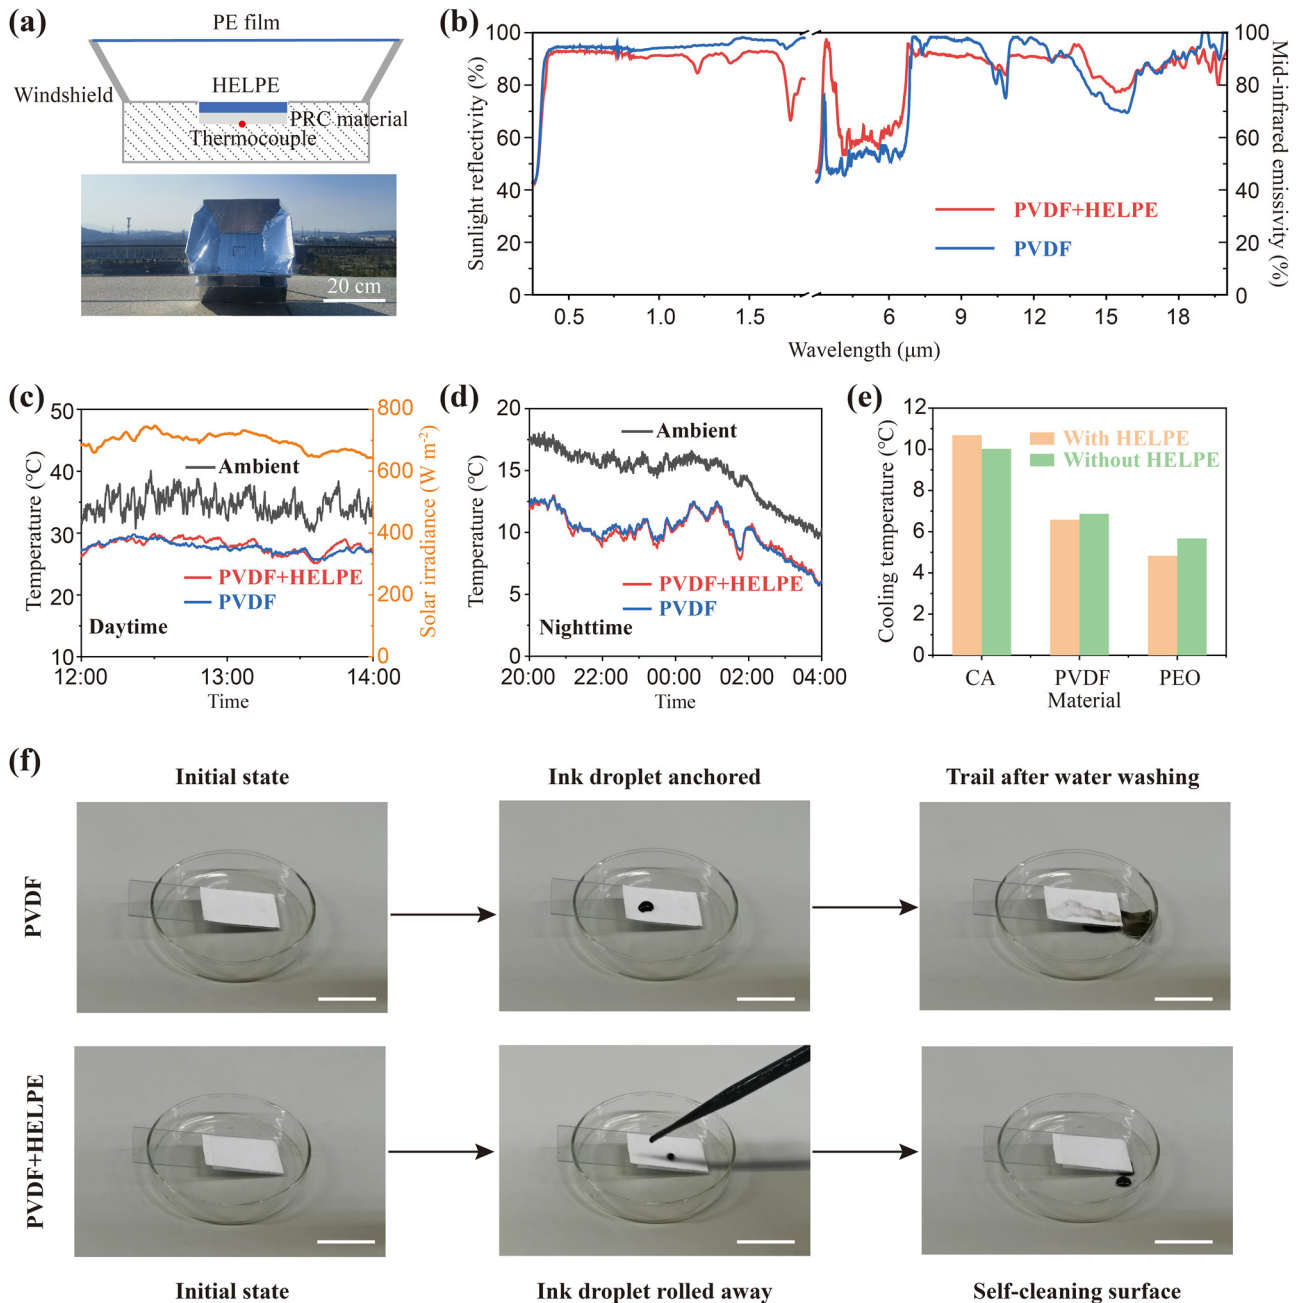 (a)
PE film
Windshield
HELPE
PRC material
Thermocouple
20 cm
(b)
Sunlight reflectivity (%)
100
80
60
40
20
0
PVDF+HELPE
PVDF
0.5 1.0 1.5 6 9 12 15 18
Wavelength (μm)
100
80
60
40
20
0
Mid-infrared emissivity (%)
(c)
Temperature (°C)
50
40
30
20
10
Ambient
PVDF+HELPE
PVDF
Daytime
12:00 13:00 14:00
Time
800
600
400
200
0
Solar irradiance (W m-2)
(d)
Temperature (°C)
20
15
10
5
0
Ambient
PVDF+HELPE
PVDF
Nighttime
20:00 22:00 00:00 02:00 04:00
Time
(e)
Cooling temperature (°C)
12
10
8
6
4
2
0
With HELPE
Without HELPE
CA PVDF PEO
Material
(f)
Initial state
Ink droplet anchored
Trail after water washing
PVDF
PVDF+HELPE
Initial state
Ink droplet rolled away
Self-cleaning surface